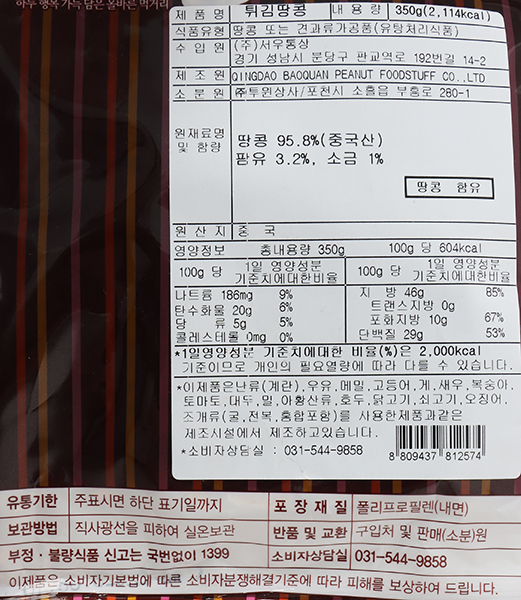 하루 행복 가득 담은 올바른 먹거리
제 품 명 튀김땅콩 내 용 량 350g(2,114kcal)
식품유형 땅콩 또는 견과류가공품(유탕처리식품)
수 입 원 (주)서우통상
경기 성남시 분당구 판교역로 192번길 14-2
제 조 원 QINGDAO BAOQUAN PEANUT FOODSTUFF CO.,LTD
소 분 원 ㈜투원상사/포천시 소흘읍 부흥로 280-1
원재료명 및 함량
땅콩 95.8%(중국산)
팜유 3.2%, 소금 1%
땅콩 함유
원 산 지 중 국
영양정보 총내용량 350g 100g 당 604kcal
100g 당 1일 영양성분 기준치에대한비율 100g 당 1일 영양성분 기준치에대한비율
나트륨 186mg 9% 지 방 46g 85%
탄수화물 20g 6% 트랜스지방 0g
당 류 5g 5% 포화지방 10g 67%
콜레스테롤 0mg 0% 단백질 29g 53%
*1일영양성분 기준치에대한 비율(%)은 2,000kcal
기준이므로 개인의 필요열량에 따라 다를 수 있습니다.
*이제품은난류(계란),우유,메밀,고등어,게,새우,복숭아,
토마토,대두,밀,아황산류,호두,닭고기,쇠고기,오징어,
조개류(굴,전복,홍합포함)를 사용한제품과같은
제조시설에서 제조하고있습니다.
*소비자상담실 : 031-544-9858
8 809437 812574
유통기한 주표시면 하단 표기일까지 포 장 재 질 폴리프로필렌(내면)
보관방법 직사광선을 피하여 실온보관 반품 및 교환 구입처 및 판매(소분)원
부정·불량식품 신고는 국번없이 1399 소비자상담실 031-544-9858
이제품은 소비자기본법에 따른 소비자분쟁해결기준에 따라 피해를 보상하여 드립니다.